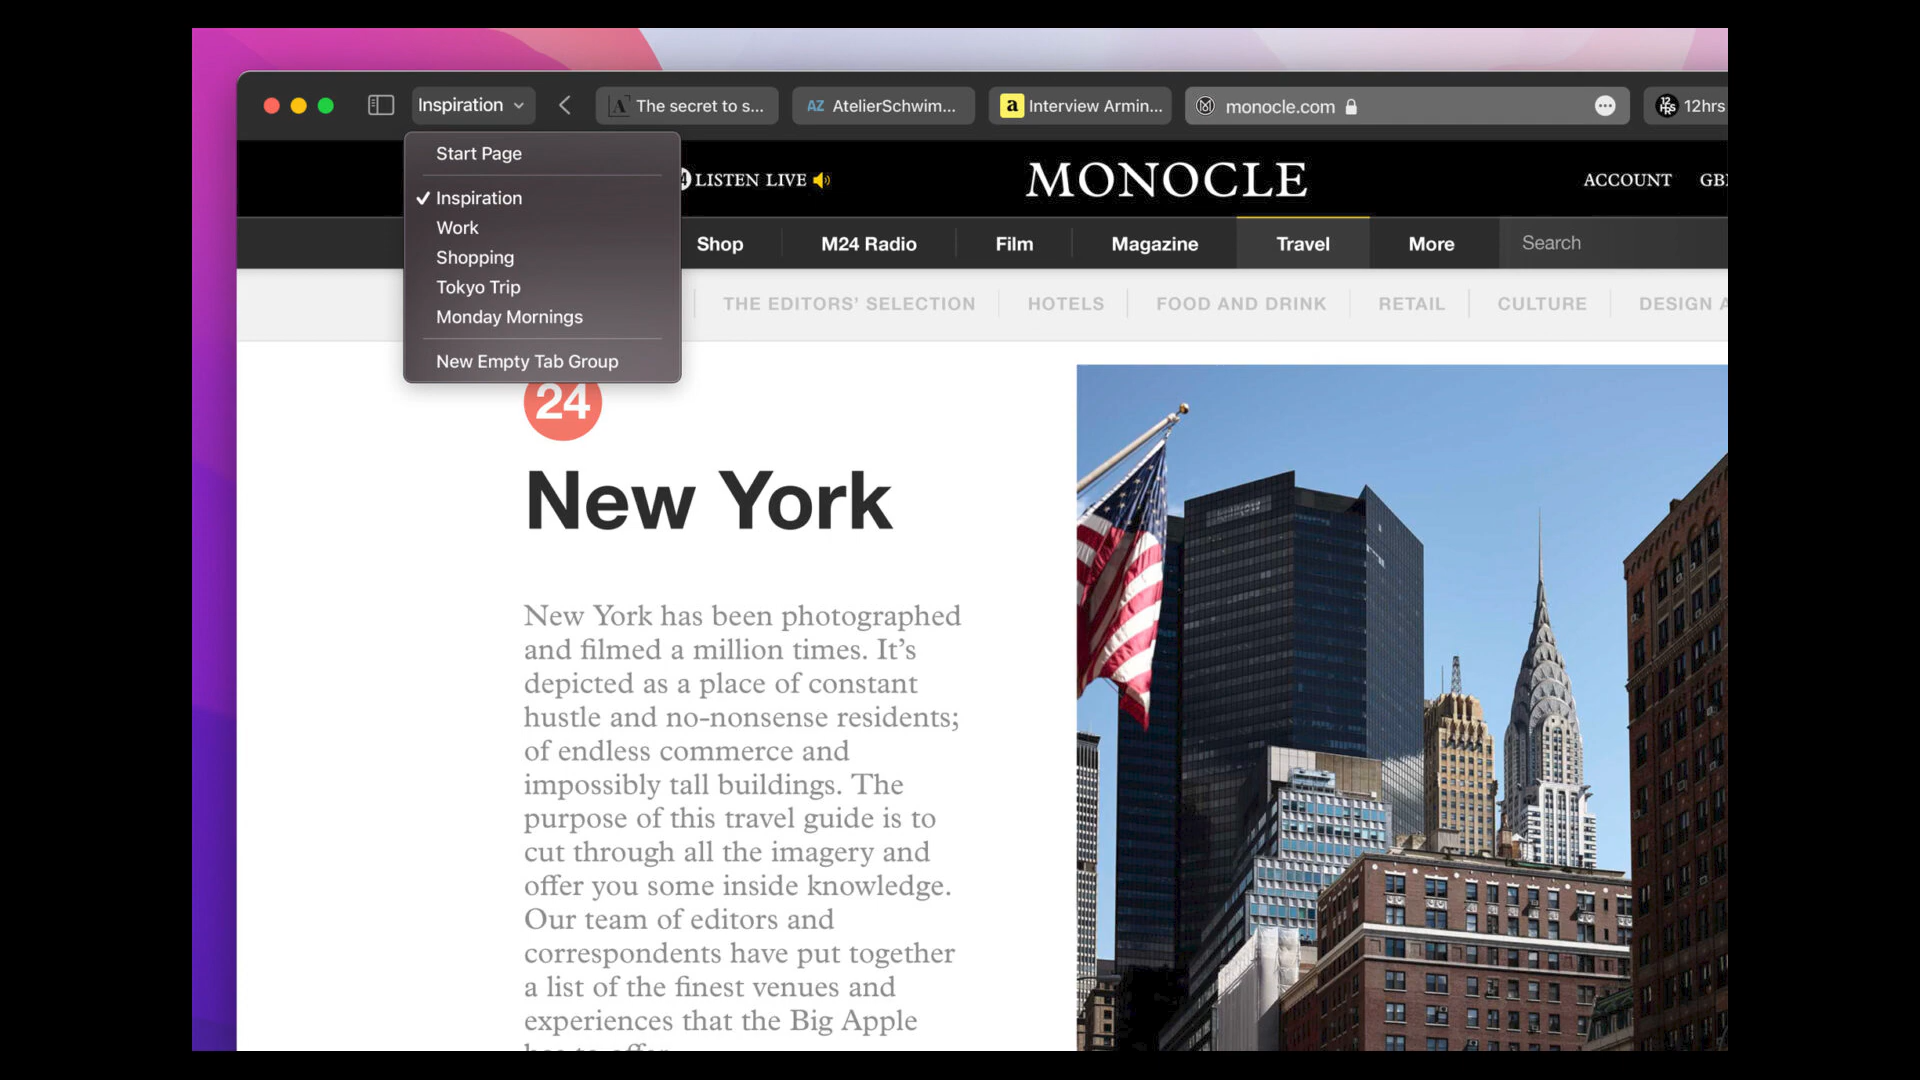 Inspiration
The secret to s...
AZ AtelierSchwim...
a Interview Armin...
monocle.com
12hrs
Start Page
Inspiration
Work
Shopping
Tokyo Trip
Monday Mornings
New Empty Tab Group
LISTEN LIVE
MONOCLE
ACCOUNT
Shop
M24 Radio
Film
Magazine
Travel
More
Search
THE EDITORS’ SELECTION
HOTELS
FOOD AND DRINK
RETAIL
CULTURE
DESIGN
24
New York
New York has been photographed
and filmed a million times. It’s
depicted as a place of constant
hustle and no-nonsense residents;
of endless commerce and
impossibly tall buildings. The
purpose of this travel guide is to
cut through all the imagery and
offer you some inside knowledge.
Our team of editors and
correspondents have put together
a list of the finest venues and
experiences that the Big Apple